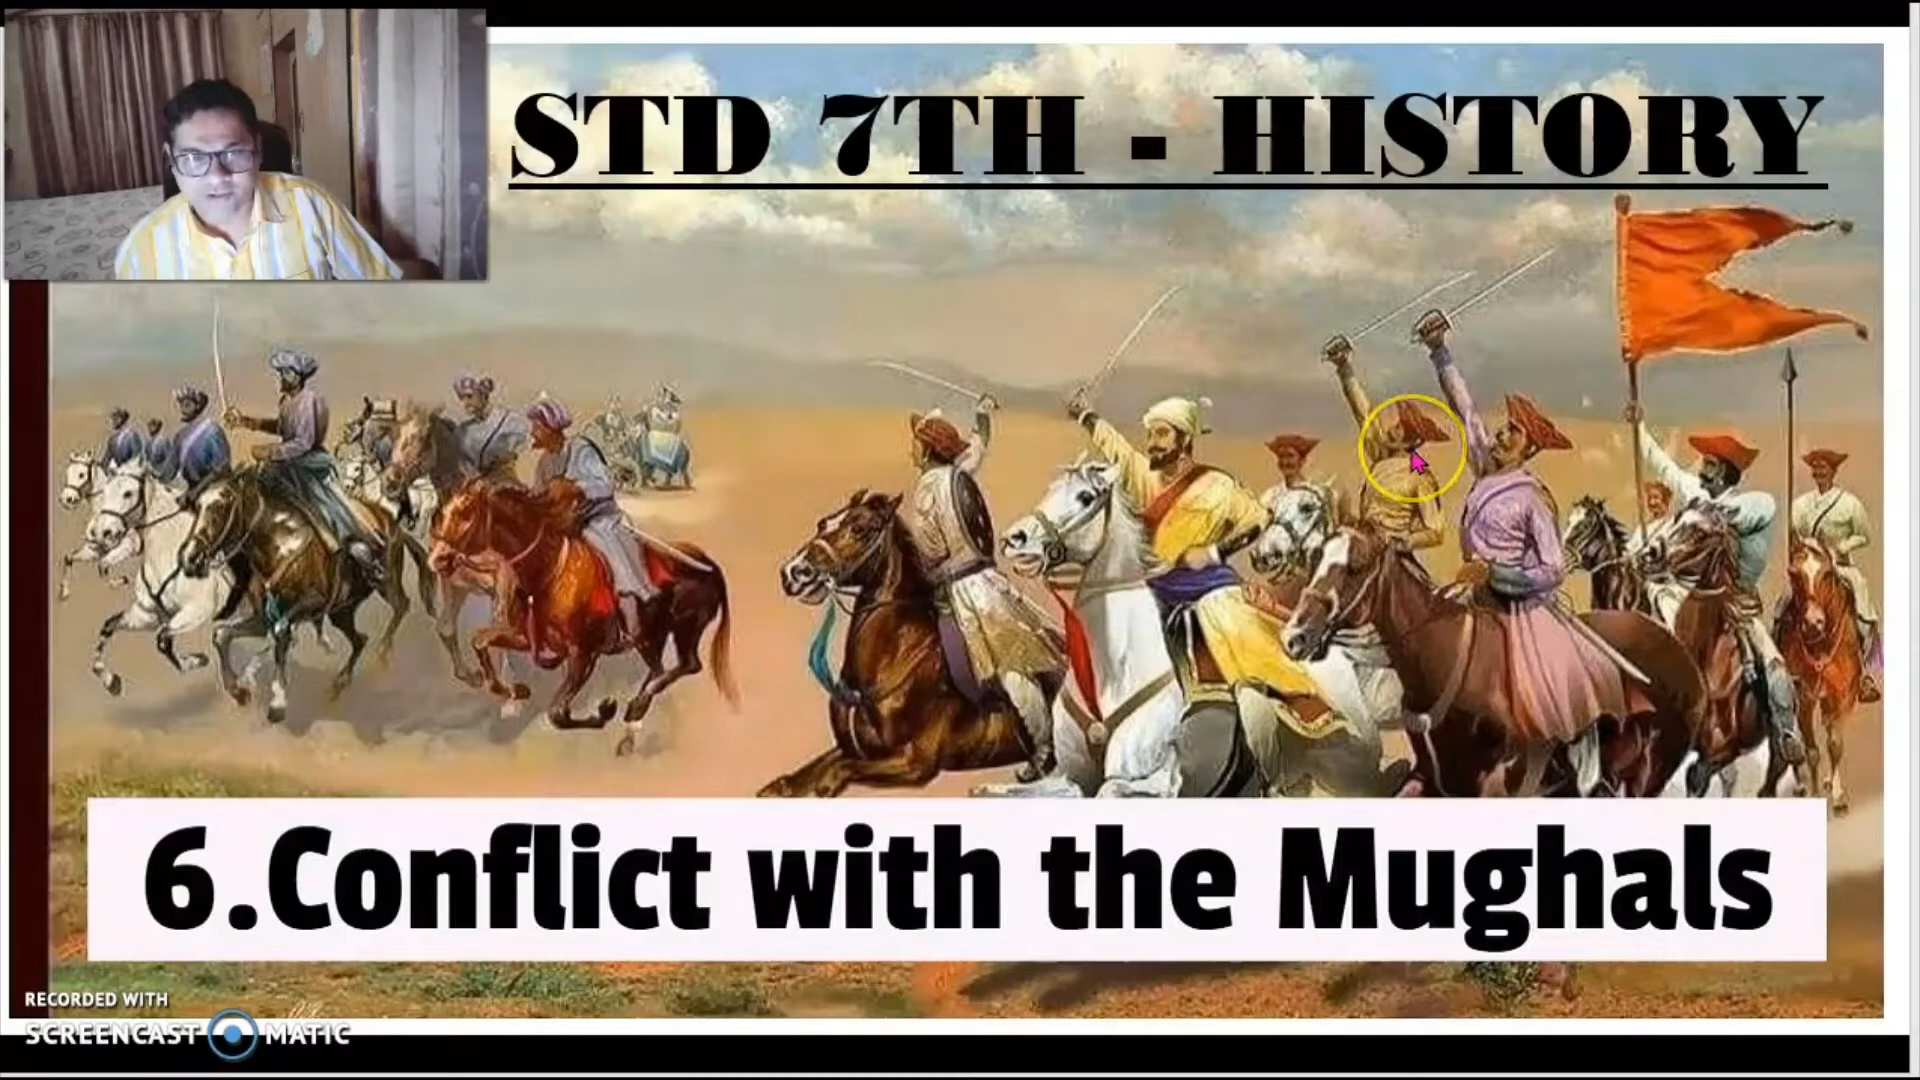 STD 7TH - HISTORY
6.Conflict with the Mughals
RECORDED WITH
SCREENCAST MATIC